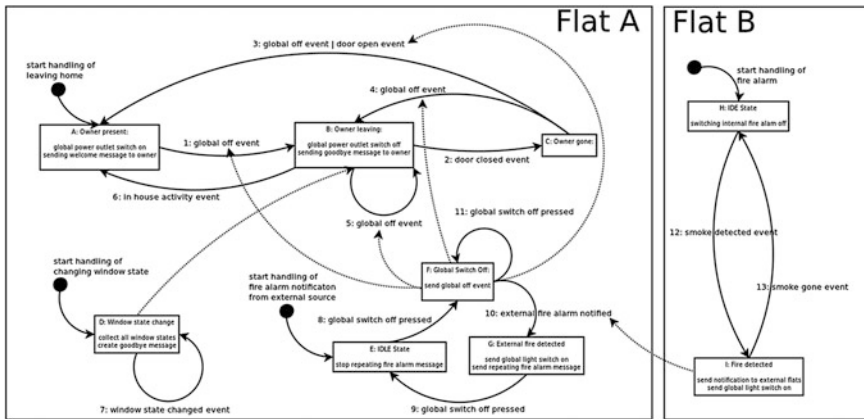 Flat A
Flat B
3: global off event | door open event
start handling of
leaving home
4: global off event
start handling of
fire alarm
A: Owner present:
global power outlet switch on
sending welcome message to owner
1: global off event
B: Owner leaving:
global power outlet switch off
sending goodbye message to owner
C: Owner gone:
2: door closed event
H: IDE State
switching internal fire alam off
6: in house activity event
5: global off event
11: global switch off pressed
12: smoke detected event
start handling of
changing window state
start handling of
fire alarm notificaton
from external source
F: Global Switch Off:
send global off event
13: smoke gone event
10: external fire alarm notified
8: global switch off pressed
D: Window state change
collect all window states
create goodbye message
E: IDLE State
stop repeating fire alarm message
G: External fire detected
send global light switch on
send repeating fire alarm message
I: Fire detected
send notification to external flats
send global light switch on
7: window state changed event
9: global switch off pressed